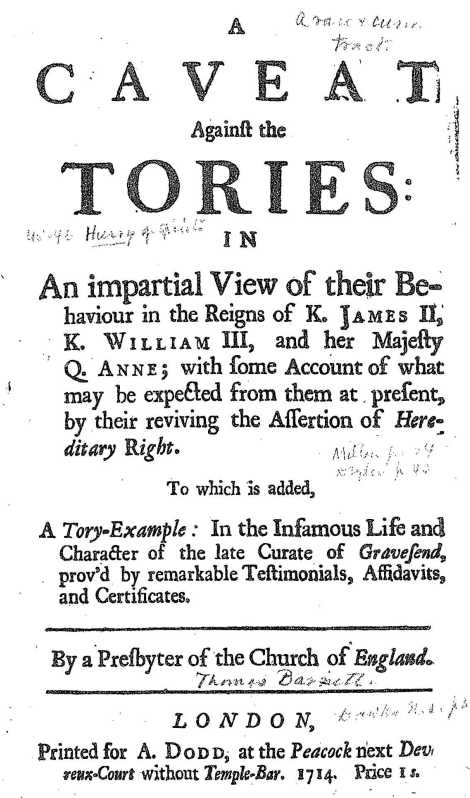 A
A rare &
tract.
CAVEAT
Againſt the
TORIES:
IN
An impartial View of their Be-
haviour in the Reigns of K. JAMES II,
K. WILLIAM III, and her Majeſty
Q. ANNE; with ſome Account of what
may be expected from them at preſent,
by their reviving the Aſſertion of Here-
ditary Right.
To which is added,
A Tory-Example: In the Infamous Life and
Character of the late Curate of Graveſend,
prov'd by remarkable Teſtimonials, Affidavits,
and Certificates.
By a Preſbyter of the Church of England.
Thomas
LONDON,
Printed for A. DODD, at the Peacock next Dev
reux-Court without Temple-Bar. 1714. Price 1s.